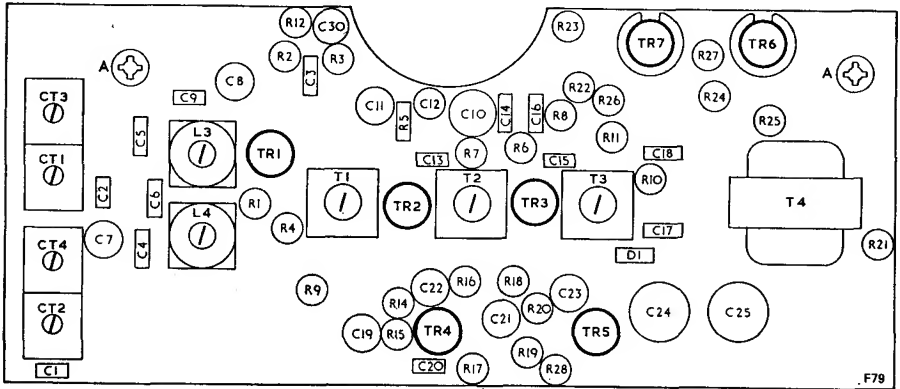 R12 C30 R23 TR7 TR6
R2 C3 R3 R27
A C8 A
CT3 C9 C11 R5 C12 C10 C14 C16 R8 R22 R26 R24
C5 L3 TR1 R7 R6 R11 R25
CT1 C13 C15 C18
C2 C6 R1 T1 TR2 T2 TR3 T3 R10 T4
L4 R4 C17
C7 C4 D1 R21
CT4
R9 R14 C22 R16 R18 R20 C23
CT2 C19 R15 TR4 C21 TR5 C24 C25
R19
C1 C20 R17 R28 F79